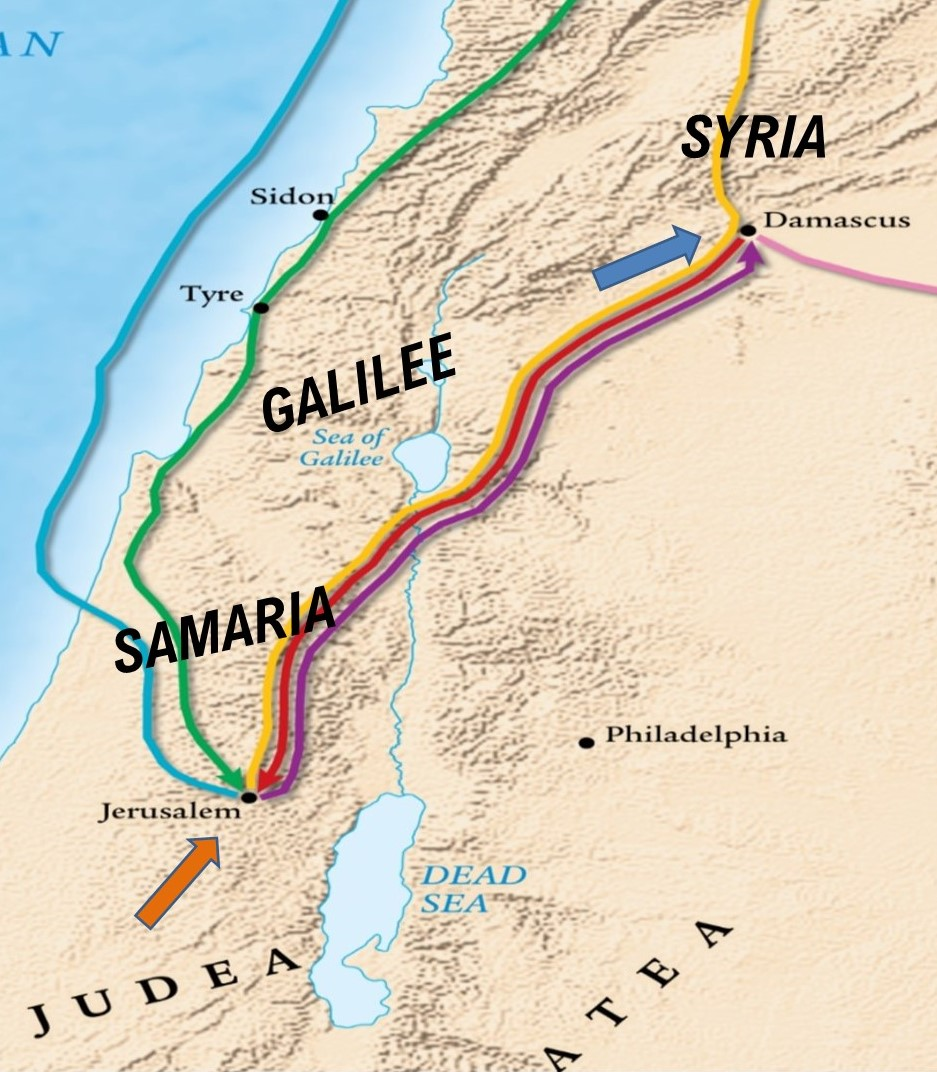 AN
SYRIA
Sidon
Damascus
Tyre
GALILEE
Sea of
Galilee
SAMARIA
Philadelphia
Jerusalem
DEAD
SEA
JUDEA
ATEA